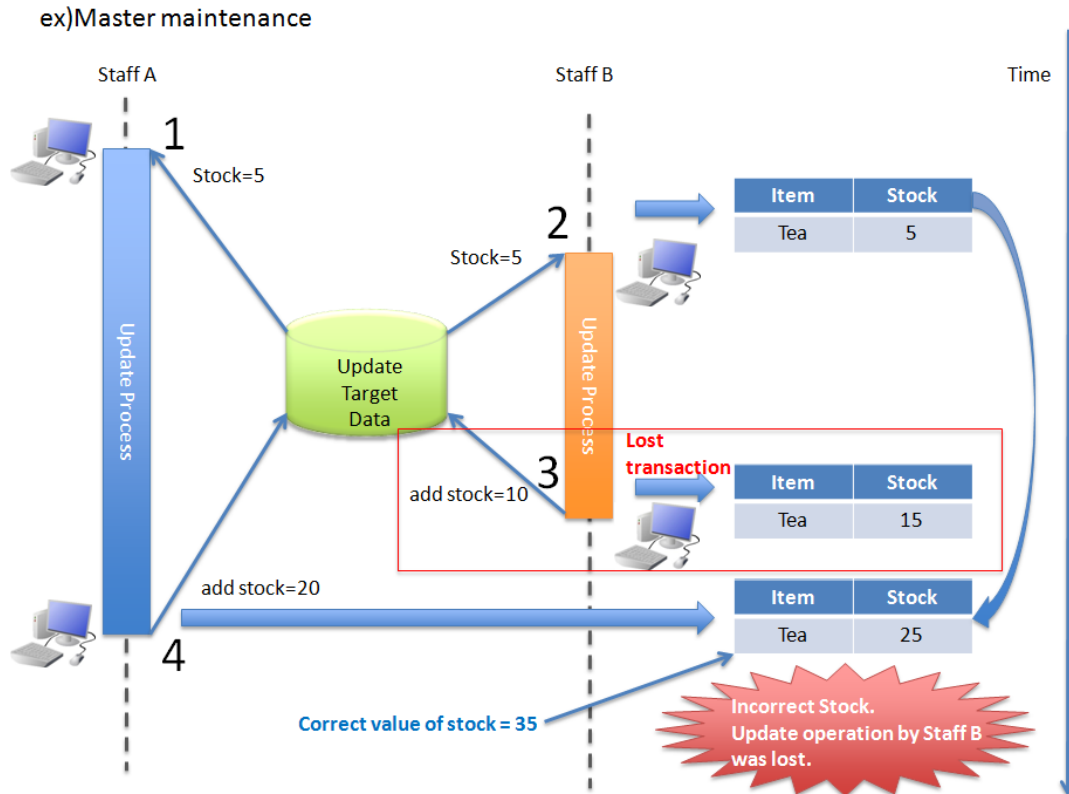 ex)Master maintenance
Staff A
Staff B
Time
1
Stock=5
2
Stock=5
Item Stock
Tea 5
Update Process
Update
Target
Data
Update Process
Lost
transaction
3
add stock=10
Item Stock
Tea 15
add stock=20
4
Item Stock
Tea 25
Correct value of stock = 35
Incorrect Stock.
Update operation by Staff B
was lost.